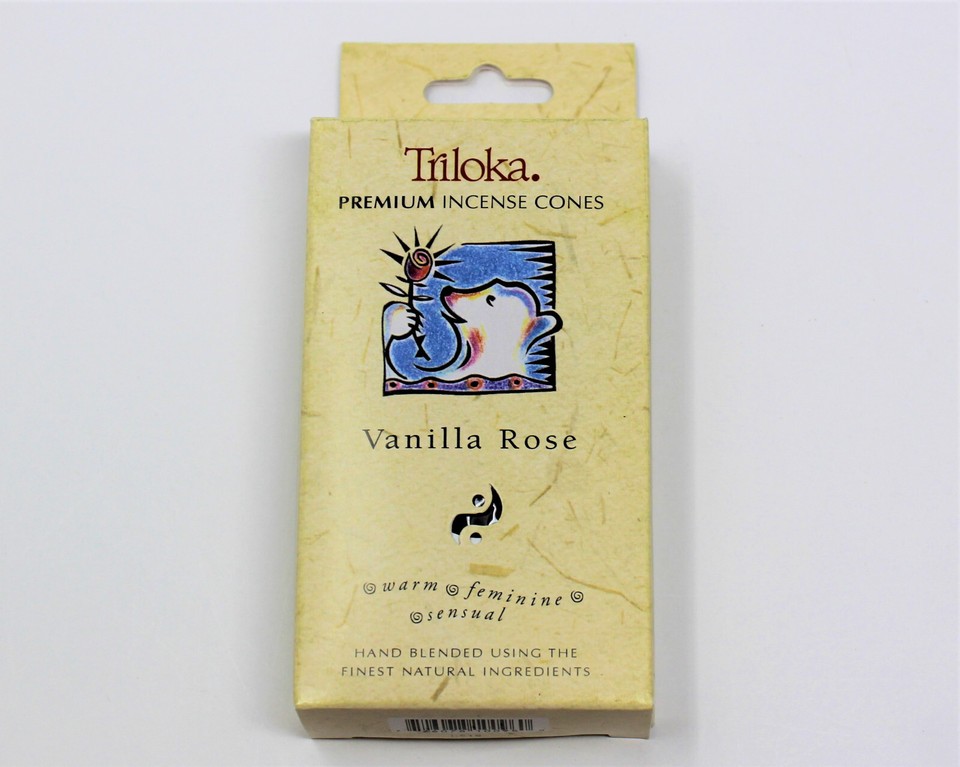 Triloka.
PREMIUM INCENSE CONES
Vanilla Rose
warm feminine
sensual
HAND BLENDED USING THE
FINEST NATURAL INGREDIENTS